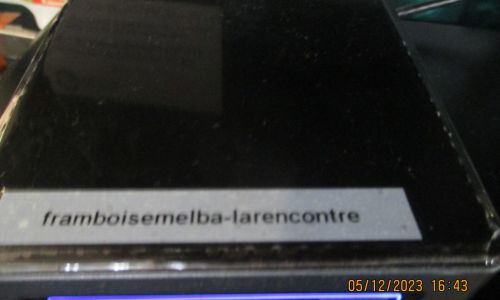 framboisemelba-larencontre
05/12/2023 16:43